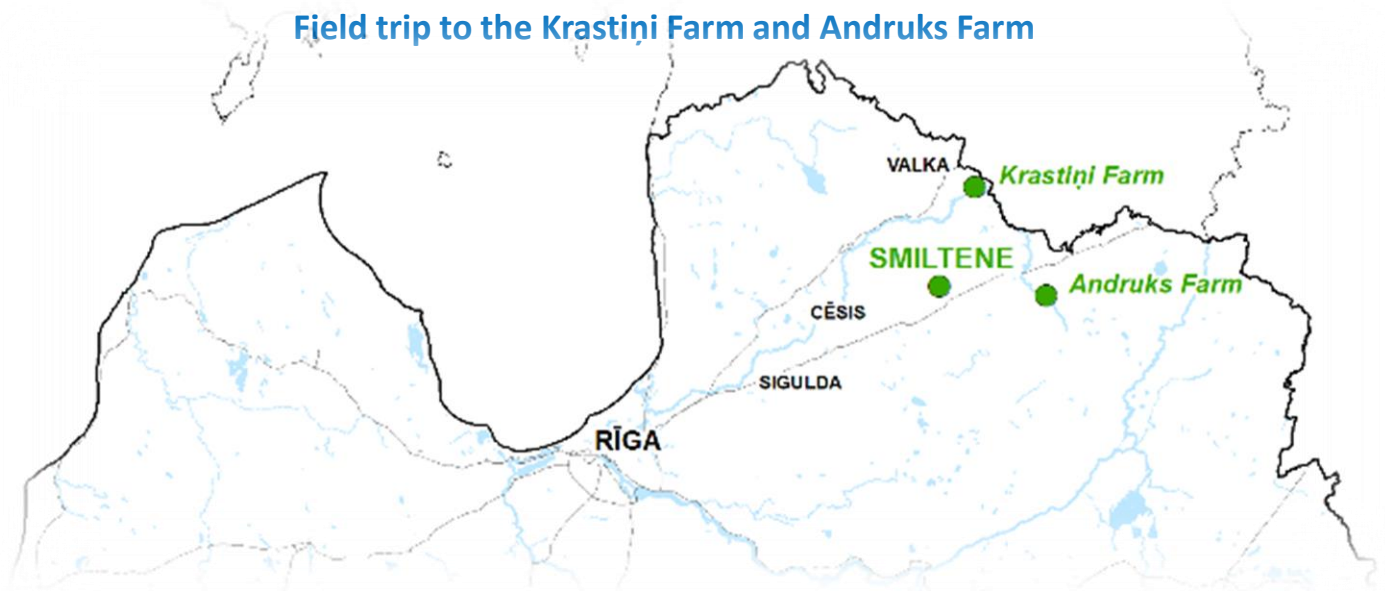 Field trip to the Krastiņi Farm and Andruks Farm
VALKA
Krastiņi Farm
SMILTENE
Andruks Farm
CĒSIS
SIGULDA
RĪGA